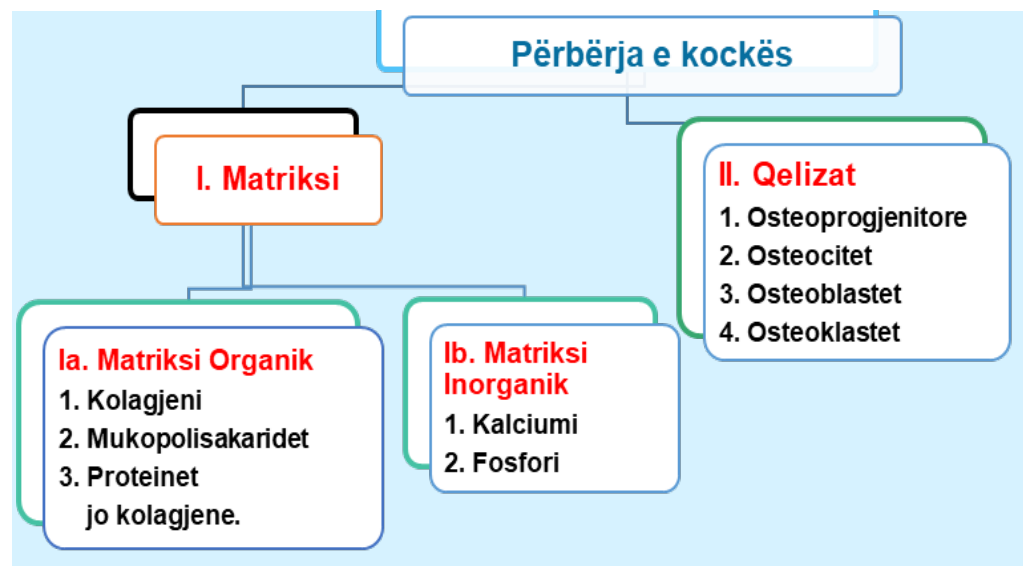 Përbërja e kockës
I. Matriksi
II. Qelizat
1. Osteoprogjenitore
2. Osteocitet
3. Osteoblastet
4. Osteoklastet
Ia. Matriksi Organik
1. Kolagjeni
2. Mukopolisakaridet
3. Proteinet
jo kolagjene.
Ib. Matriksi
Inorganik
1. Kalciumi
2. Fosfori